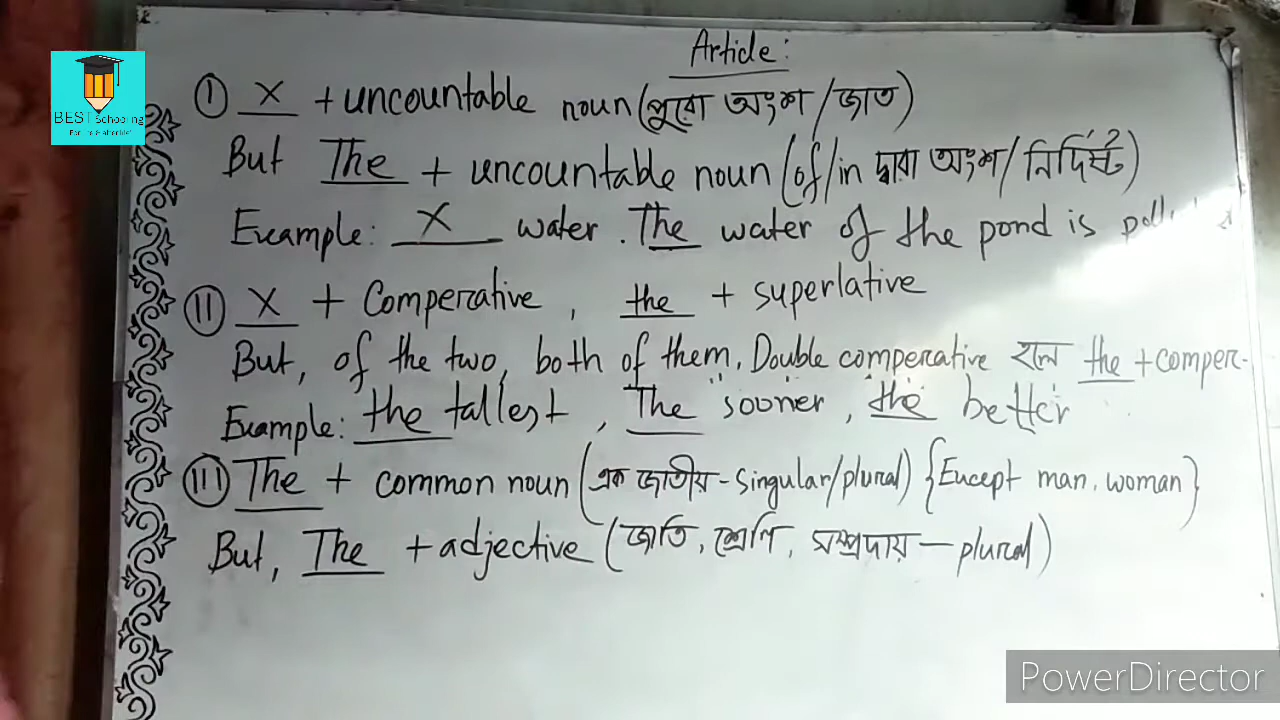 BEST Schooling
Article:
(I) X + uncountable noun (পুরো অংশ / জাত)
But The + uncountable noun (of/in দ্বারা অংশ/ নির্দিষ্ট)
Example: X water. The water of the pond is
(II) X + Comperative, the + superlative
But, of the two, both of them, Double comperative হলে the + comper-
Example: the tallest, The sooner, the better
(III) The + common noun (এক জাতীয় - singular/plural) {Except man, woman}
But, The + adjective (জাতি, শ্রেণি, সম্প্রদায় — plural)
PowerDirector